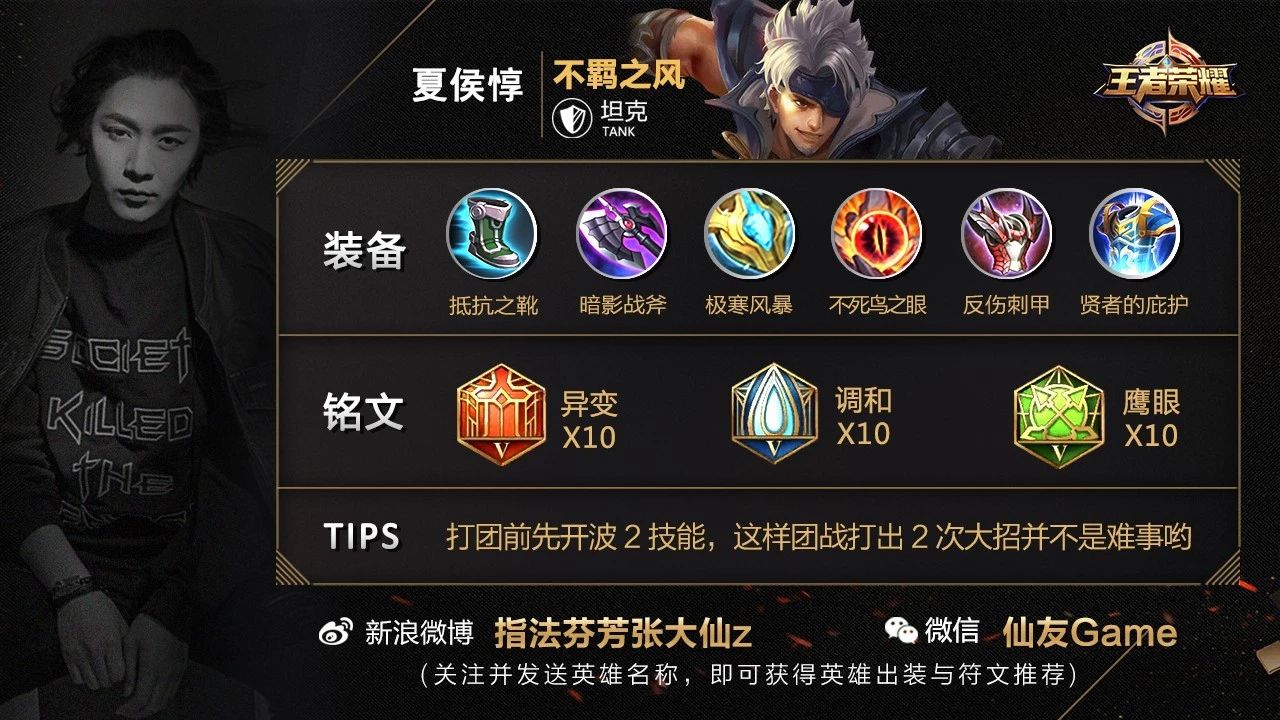 夏侯惇
不羁之风
坦克
TANK
王者荣耀
装备
抵抗之靴
暗影战斧
极寒风暴
不死鸟之眼
反伤刺甲
贤者的庇护
铭文
V
异变
X10
V
调和
X10
V
鹰眼
X10
TIPS
打团前先开波 2 技能，这样团战打出 2 次大招并不是难事哟
新浪微博 指法芬芳张大仙z
微信 仙友Game
（关注并发送英雄名称，即可获得英雄出装与符文推荐）
SOCIET
KILLED
THE